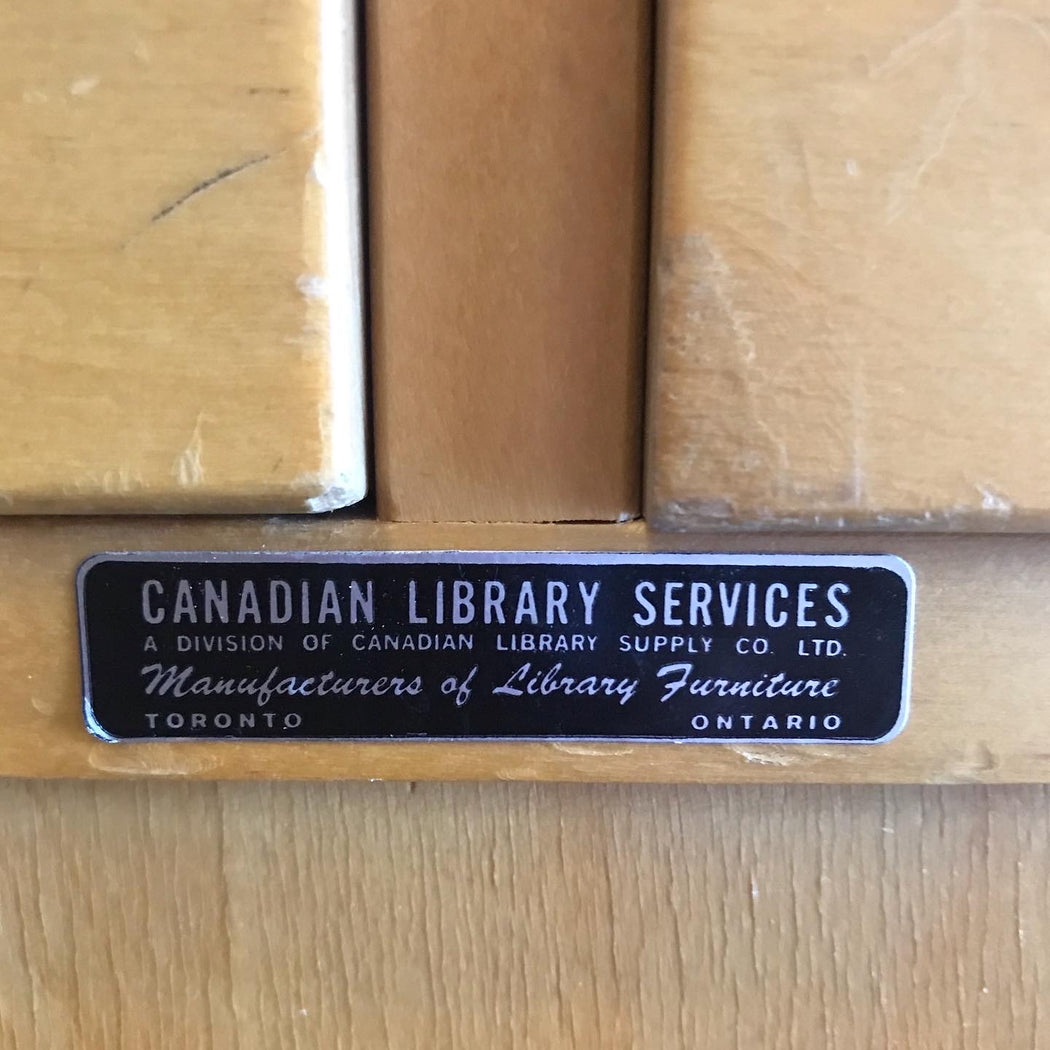 CANADIAN LIBRARY SERVICES
A DIVISION OF CANADIAN LIBRARY SUPPLY CO. LTD.
Manufacturers of Library Furniture
TORONTO ONTARIO